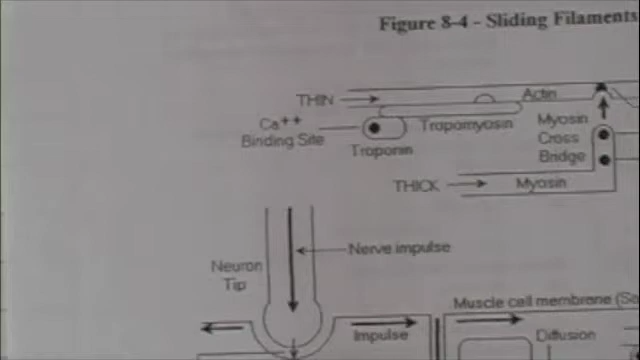 Figure 8-4 - Sliding Filaments
THIN
Actin
Ca++
Binding Site
Tropomyosin
Troponin
Myosin
Cross
Bridge
THICK
Myosin
Nerve impulse
Neuron
Tip
Muscle cell membrane (Sa
Impulse
Diffusion